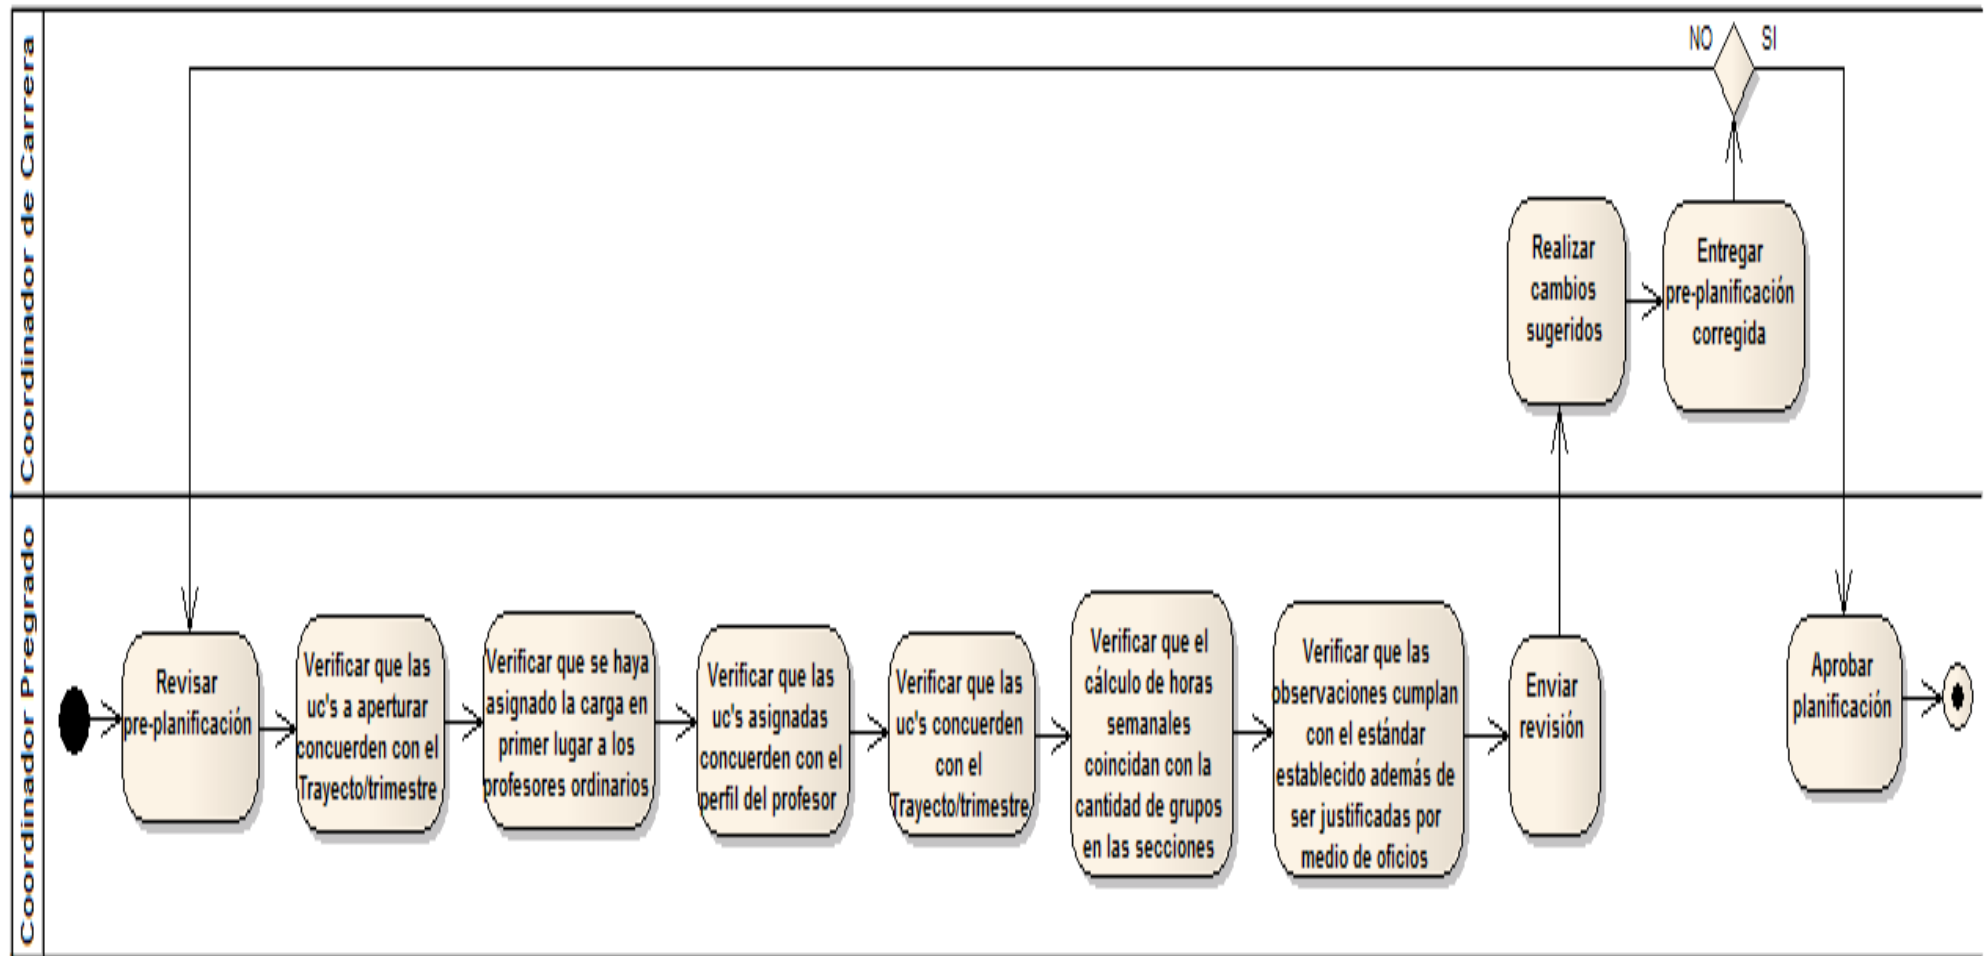 Coordinador de Carrera
NO
SI
Realizar
cambios
sugeridos
Entregar
pre-planificación
corregida
Coordinador Pregrado
Revisar
pre-planificación
Verificar que las
uc's a aperturar
concuerden con el
Trayecto/trimestre
Verificar que se haya
asignado la carga en
primer lugar a los
profesores ordinarios
Verificar que las
uc's asignadas
concuerden con el
perfil del profesor
Verificar que las
uc's concuerden
con el
Trayecto/trimestre
Verificar que el
cálculo de horas
semanales
coincidan con la
cantidad de grupos
en las secciones
Verificar que las
observaciones cumplan
con el estándar
establecido además de
ser justificadas por
medio de oficios
Enviar
revisión
Aprobar
planificación